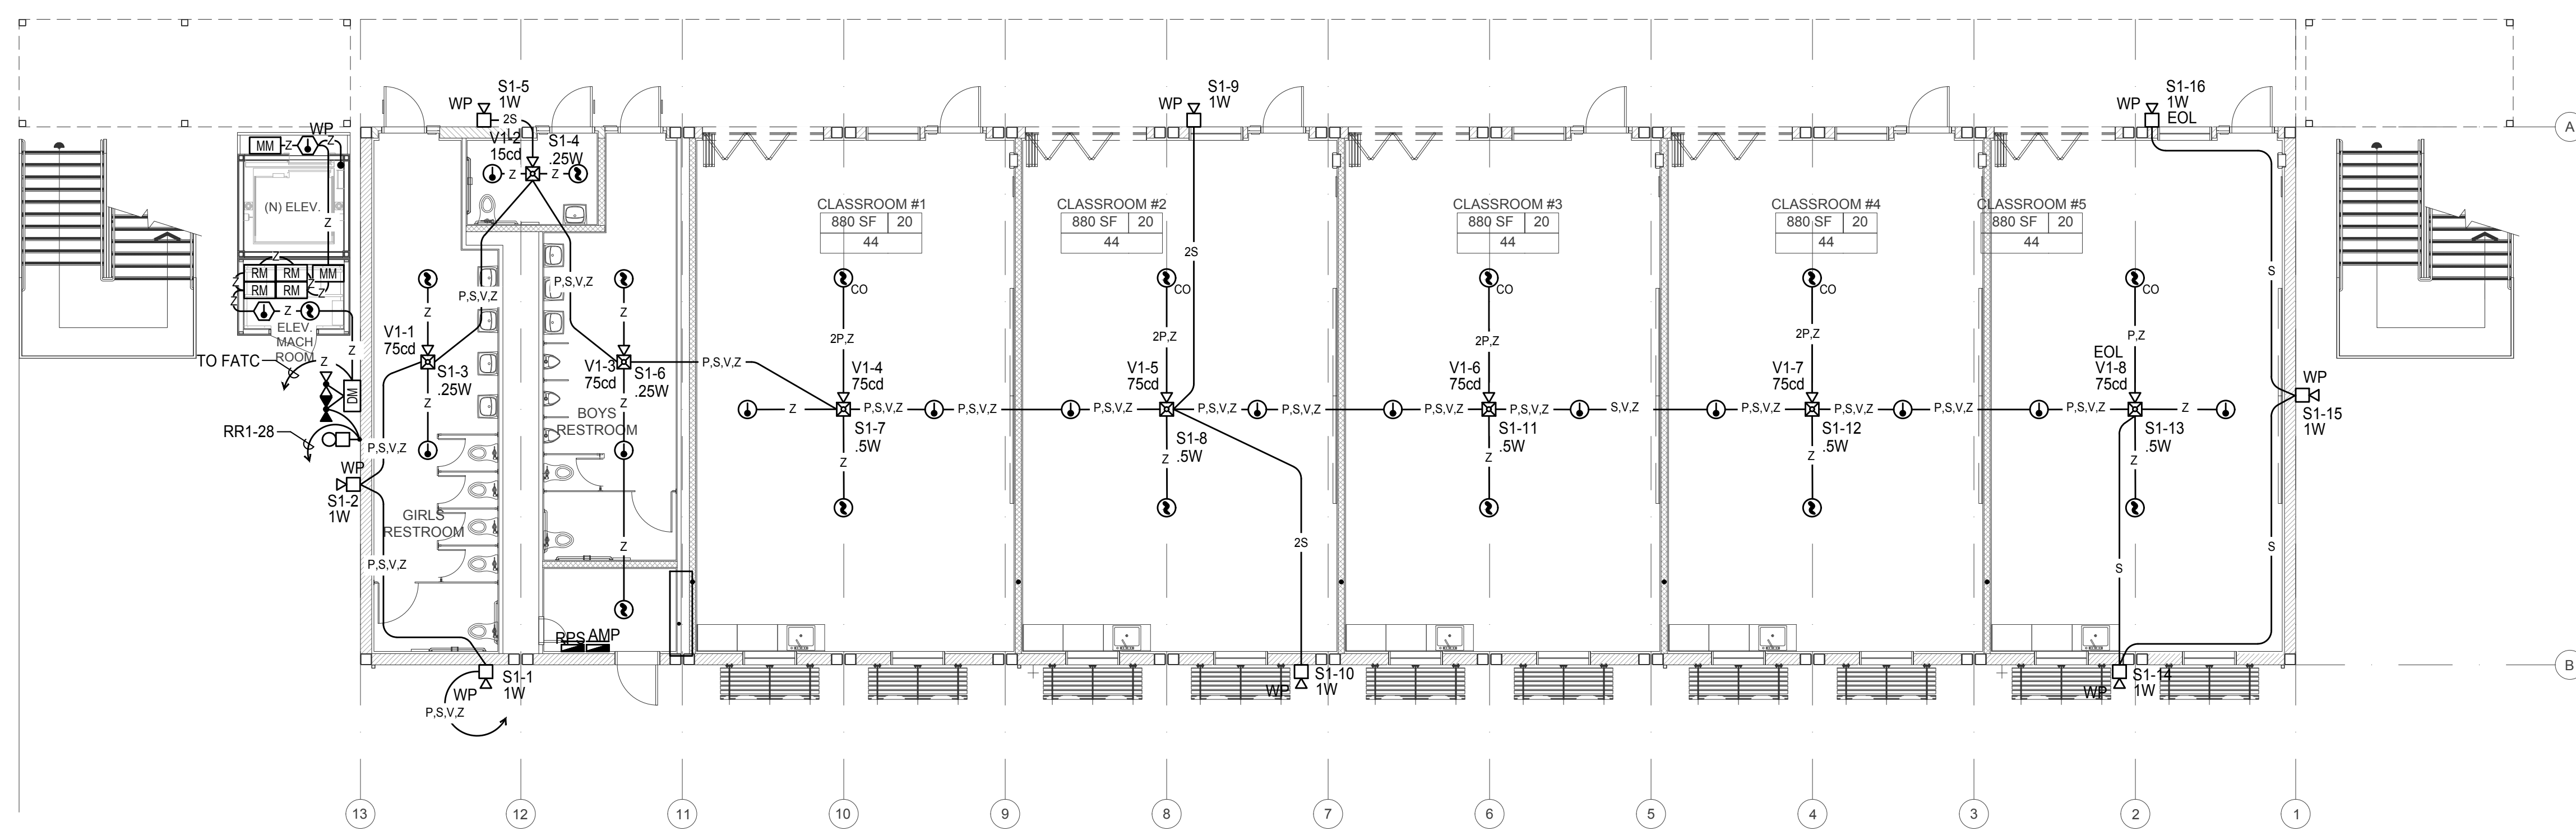 S1-5
1W
WP
2S
V1-2
15cd
S1-4
.25W
Z
Z
S1-9
1W
WP
S1-16
1W
EOL
WP
A
WP
MM
Z
Z
(N) ELEV.
Z
Z
RM
RM
MM
RM
RM
Z
Z
Z
Z
ELEV.
MACH
ROOM
TO FATC
Z
Z
DM
RR1-28
CLASSROOM #1
880 SF
20
44
CLASSROOM #2
880 SF
20
44
CLASSROOM #3
880 SF
20
44
CLASSROOM #4
880 SF
20
44
CLASSROOM #5
880 SF
20
44
2S
S
P,S,V,Z
P,S,V,Z
Z
Z
CO
CO
CO
CO
CO
2P,Z
2P,Z
2P,Z
2P,Z
P,Z
V1-1
75cd
S1-3
.25W
Z
V1-3
75cd
S1-6
.25W
Z
P,S,V,Z
V1-4
75cd
V1-5
75cd
V1-6
75cd
V1-7
75cd
EOL
V1-8
75cd
Z
P,S,V,Z
P,S,V,Z
P,S,V,Z
P,S,V,Z
P,S,V,Z
P,S,V,Z
P,S,V,Z
S,V,Z
P,S,V,Z
P,S,V,Z
P,S,V,Z
P,S,V,Z
Z
S1-7
.5W
S1-8
.5W
S1-11
.5W
S1-12
.5W
S1-13
.5W
Z
Z
Z
Z
Z
WP
S1-15
1W
BOYS
RESTROOM
P,S,V,Z
WP
S1-2
1W
GIRLS
RESTROOM
P,S,V,Z
Z
2S
S
S
RPS
AMP
S1-1
1W
WP
P,S,V,Z
S1-10
1W
WP
S1-14
1W
WP
B
13
12
11
10
9
8
7
6
5
4
3
2
1